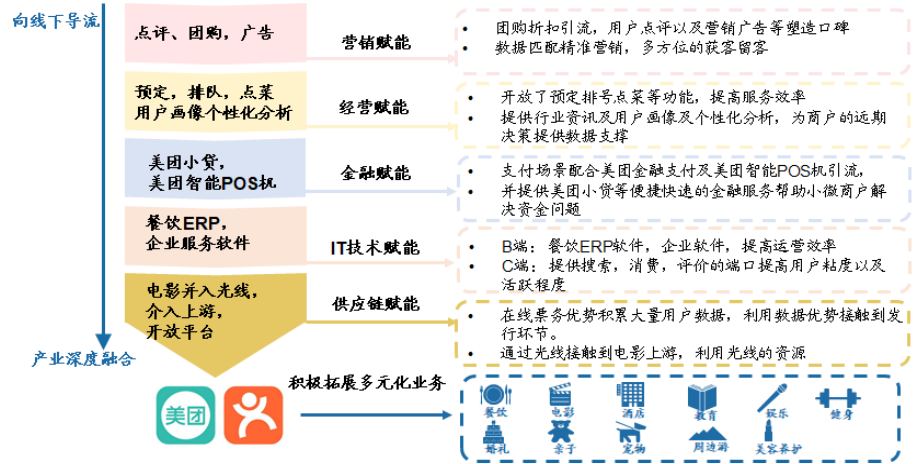 向线下导流
点评、团购，广告
营销赋能
• 团购折扣引流，用户点评以及营销广告等塑造口碑
• 数据匹配精准营销，多方位的获客留客
预定，排队，点菜
用户画像个性化分析
经营赋能
• 开放了预定排号点菜等功能，提高服务效率
• 提供行业资讯及用户画像及个性化分析，为商户的远期
决策提供数据支撑
美团小贷，
美团智能POS机
金融赋能
• 支付场景配合美团金融支付及美团智能POS机引流，
• 并提供美团小贷等便捷快速的金融服务帮助小微商户解
决资金问题
餐饮ERP，
企业服务软件
IT技术赋能
• B端：餐饮ERP软件，企业软件，提高运营效率
• C端：提供搜索，消费，评价的端口提高用户粘度以及
活跃程度
电影并入光线，
介入上游，
开放平台
供应链赋能
• 在线票务优势积累大量用户数据，利用数据优势接触到发
行环节。
• 通过光线接触到电影上游，利用光线的资源
产业深度融合
美团
积极拓展多元化业务
餐饮 电影 酒店 教育 娱乐 健身
婚礼 亲子 宠物 周边游 美容养护